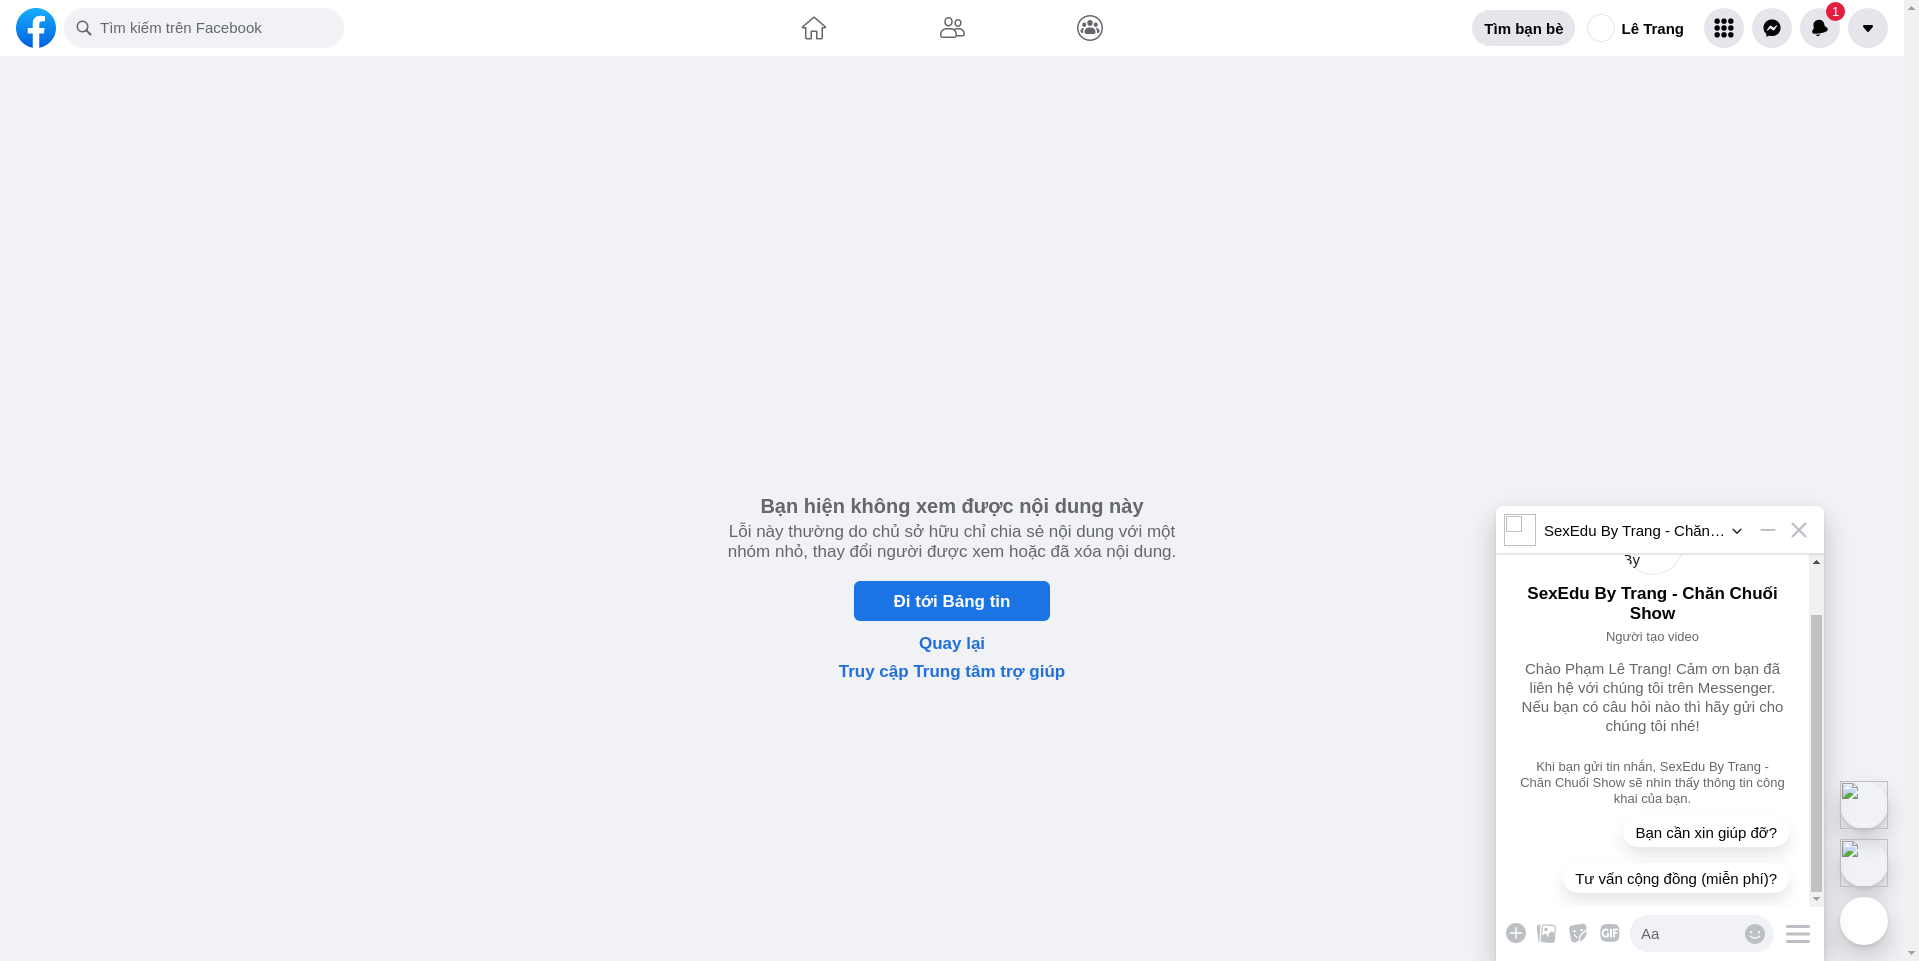 Tìm kiếm trên Facebook
Tìm bạn bè
Lê Trang
1
Bạn hiện không xem được nội dung này
Lỗi này thường do chủ sở hữu chỉ chia sẻ nội dung với một
nhóm nhỏ, thay đổi người được xem hoặc đã xóa nội dung.
Đi tới Bảng tin
Quay lại
Truy cập Trung tâm trợ giúp
SexEdu By Trang - Chăn…
By
SexEdu By Trang - Chăn Chuối
Show
Người tạo video
Chào Phạm Lê Trang! Cảm ơn bạn đã
liên hệ với chúng tôi trên Messenger.
Nếu bạn có câu hỏi nào thì hãy gửi cho
chúng tôi nhé!
Khi bạn gửi tin nhắn, SexEdu By Trang -
Chăn Chuối Show sẽ nhìn thấy thông tin công
khai của bạn.
Bạn cần xin giúp đỡ?
Tư vấn cộng đồng (miễn phí)?
GIF
Aa